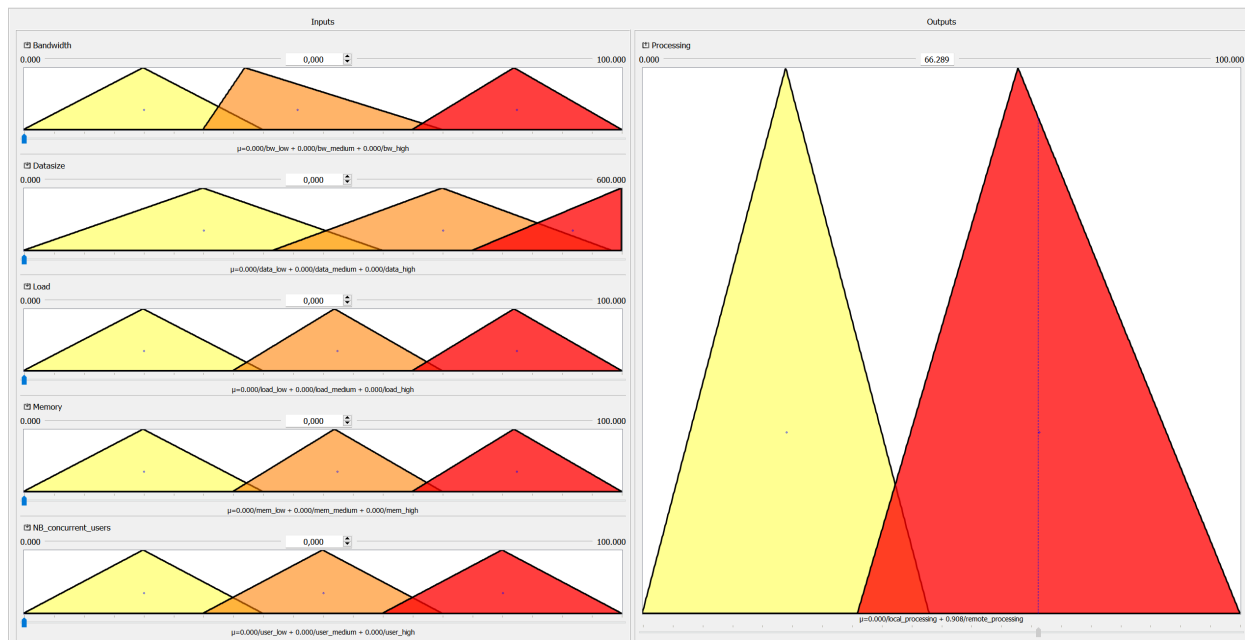 Inputs
Bandwidth
0.000 0,000 100.000
μ=0.000/bw_low + 0.000/bw_medium + 0.000/bw_high
Datasize
0.000 0,000 600.000
μ=0.000/data_low + 0.000/data_medium + 0.000/data_high
Load
0.000 0,000 100.000
μ=0.000/load_low + 0.000/load_medium + 0.000/load_high
Memory
0.000 0,000 100.000
μ=0.000/mem_low + 0.000/mem_medium + 0.000/mem_high
NB_concurrent_users
0.000 0,000 100.000
μ=0.000/user_low + 0.000/user_medium + 0.000/user_high
Outputs
Processing
0.000 66.289 100.000
μ=0.000/local_processing + 0.908/remote_processing